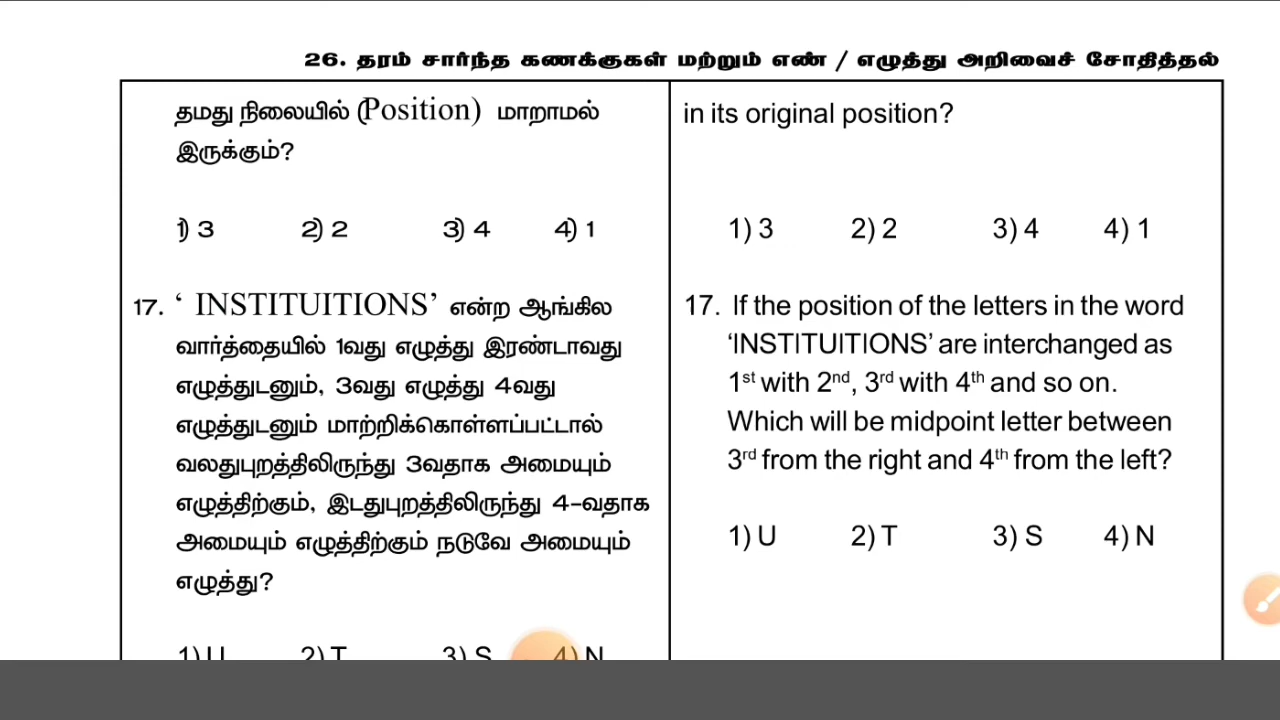 26. தரம் சார்ந்த கணக்குகள் மற்றும் எண் / எழுத்து அறிவைச் சோதித்தல்
தமது நிலையில் (Position) மாறாமல்
இருக்கும்?
1) 3 2) 2 3) 4 4) 1
17. ‘ INSTITUITIONS’ என்ற ஆங்கில
வார்த்தையில் 1வது எழுத்து இரண்டாவது
எழுத்துடனும், 3வது எழுத்து 4வது
எழுத்துடனும் மாற்றிக்கொள்ளப்பட்டால்
வலதுபுறத்திலிருந்து 3வதாக அமையும்
எழுத்திற்கும், இடதுபுறத்திலிருந்து 4-வதாக
அமையும் எழுத்திற்கும் நடுவே அமையும்
எழுத்து?
1) U 2) T 3) S 4) N
in its original position?
1) 3 2) 2 3) 4 4) 1
17. If the position of the letters in the word
‘INSTITUITIONS’ are interchanged as
1st with 2nd, 3rd with 4th and so on.
Which will be midpoint letter between
3rd from the right and 4th from the left?
1) U 2) T 3) S 4) N